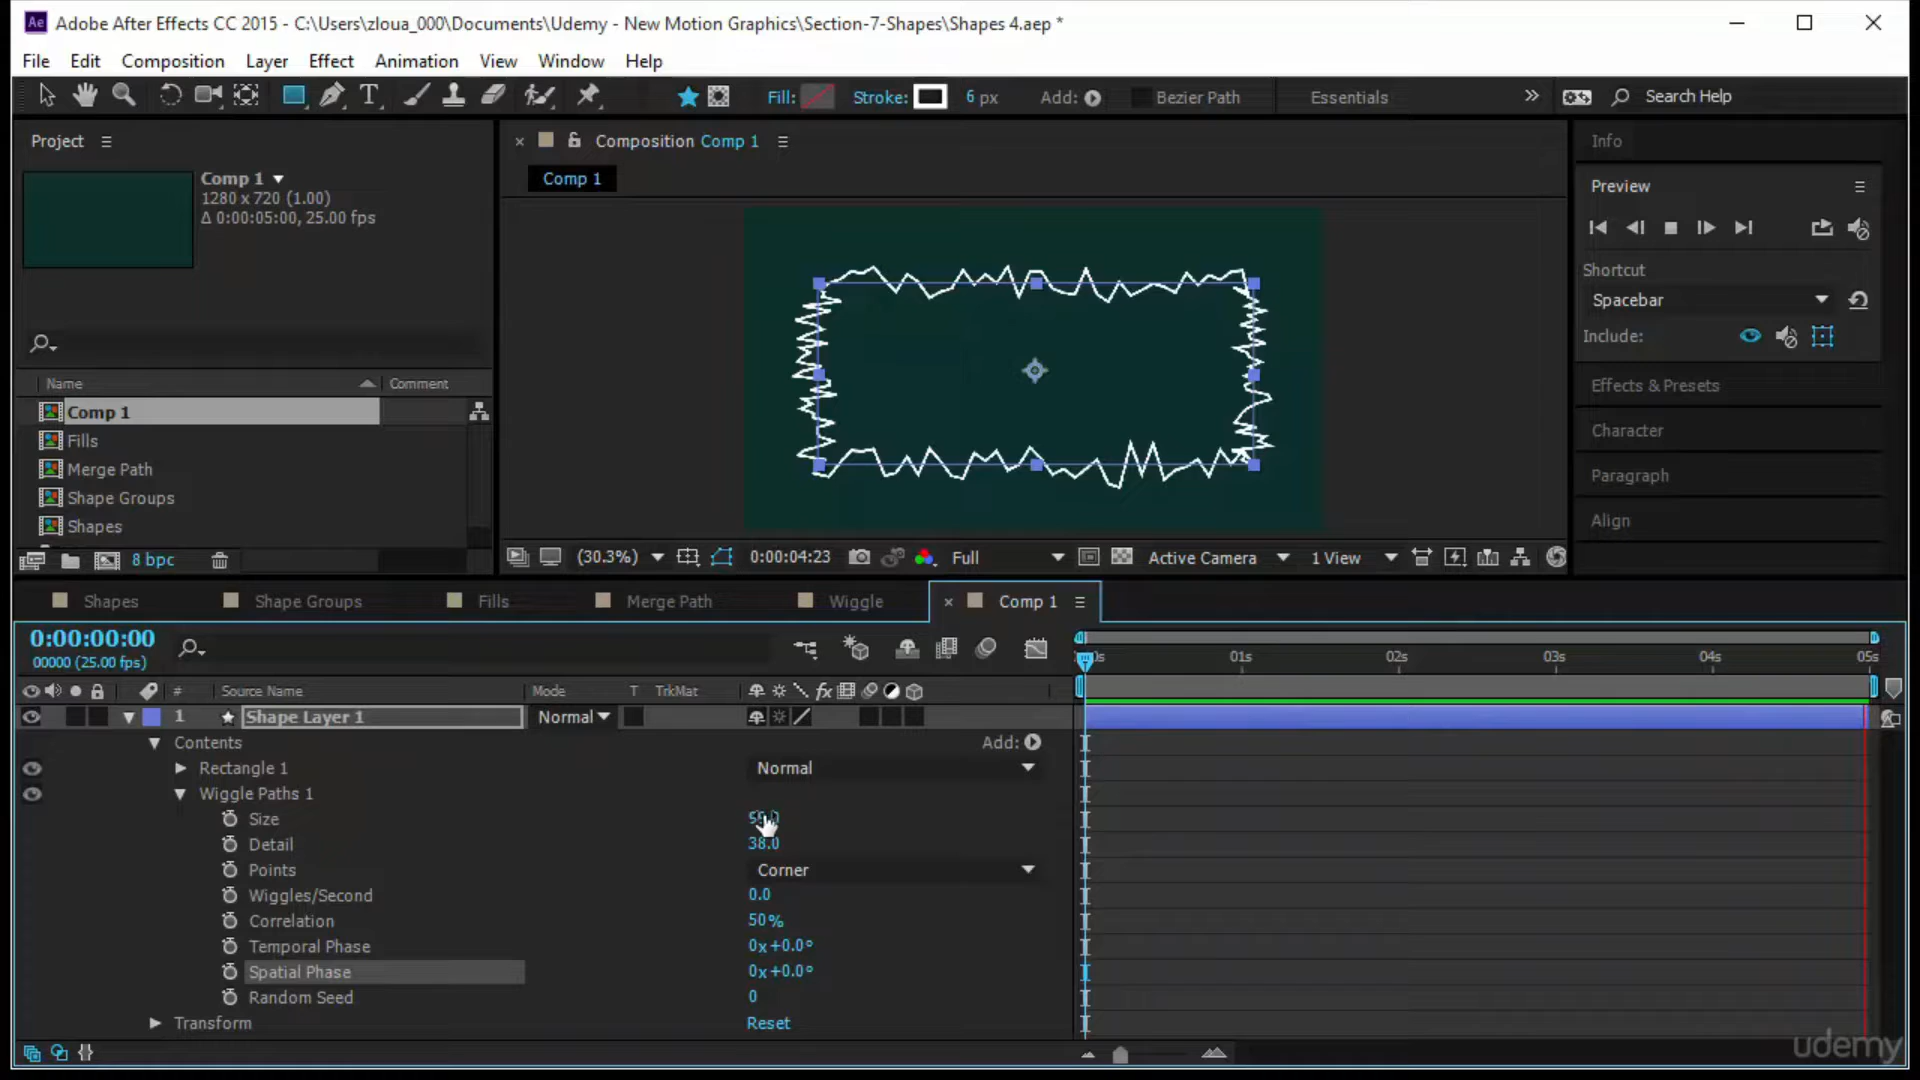 Adobe After Effects CC 2015 - C:\Users\zloua_000\Documents\Udemy - New Motion Graphics\Section-7-Shapes\Shapes 4.aep *
File Edit Composition Layer Effect Animation View Window Help
Fill: Stroke: 6 px Add: Bezier Path Essentials Search Help
Project
Comp 1
1280 x 720 (1.00)
Δ 0:00:05:00, 25.00 fps
Name Comment
Comp 1
Fills
Merge Path
Shape Groups
Shapes
8 bpc
Composition Comp 1
Comp 1
(30.3%) 0:00:04:23 Full Active Camera 1 View
Info
Preview
Shortcut
Spacebar
Include:
Effects & Presets
Character
Paragraph
Align
Shapes Shape Groups Fills Merge Path Wiggle Comp 1
0:00:00:00
00000 (25.00 fps)
01s 02s 03s 04s 05s
# Source Name Mode T TrkMat
1 Shape Layer 1 Normal
Contents Add:
Rectangle 1 Normal
Wiggle Paths 1
Size
Detail 38.0
Points Corner
Wiggles/Second 0.0
Correlation 50%
Temporal Phase 0x+0.0°
Spatial Phase 0x+0.0°
Random Seed 0
Transform Reset
udemy